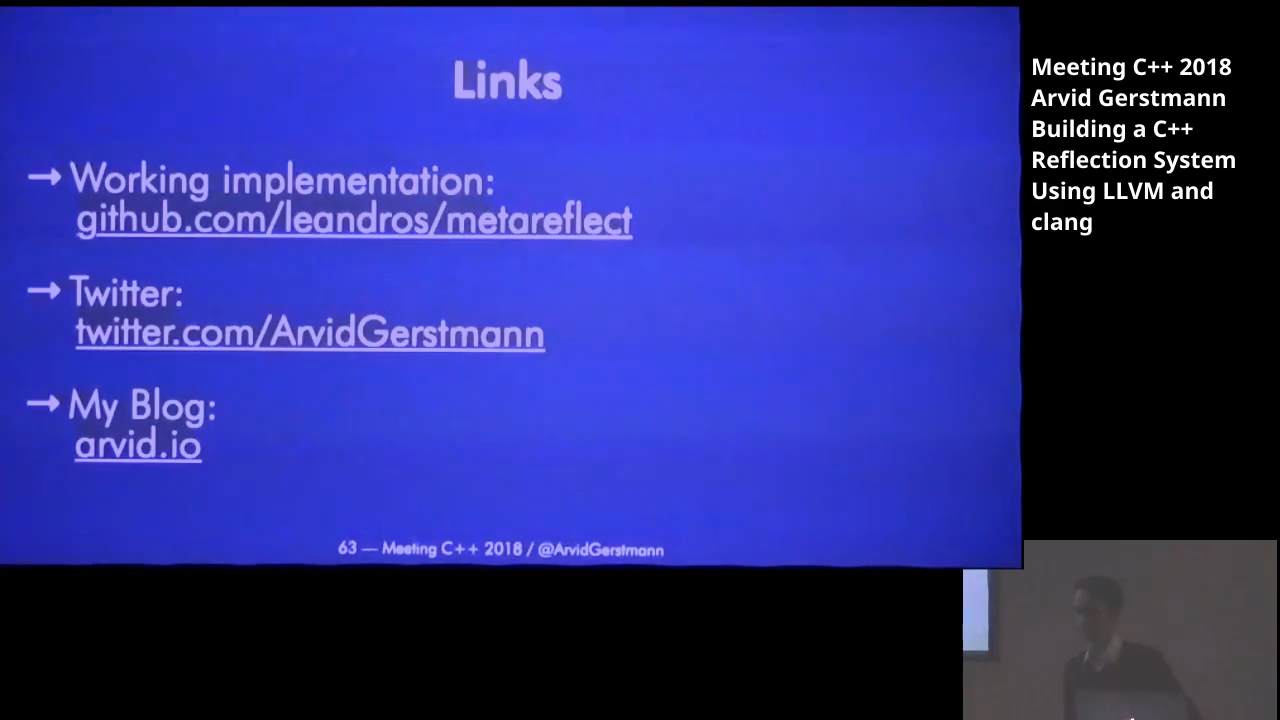 Links
→ Working implementation:
github.com/leandros/metareflect
→ Twitter:
twitter.com/ArvidGerstmann
→ My Blog:
arvid.io
63 — Meeting C++ 2018 / @ArvidGerstmann
Meeting C++ 2018
Arvid Gerstmann
Building a C++
Reflection System
Using LLVM and
clang